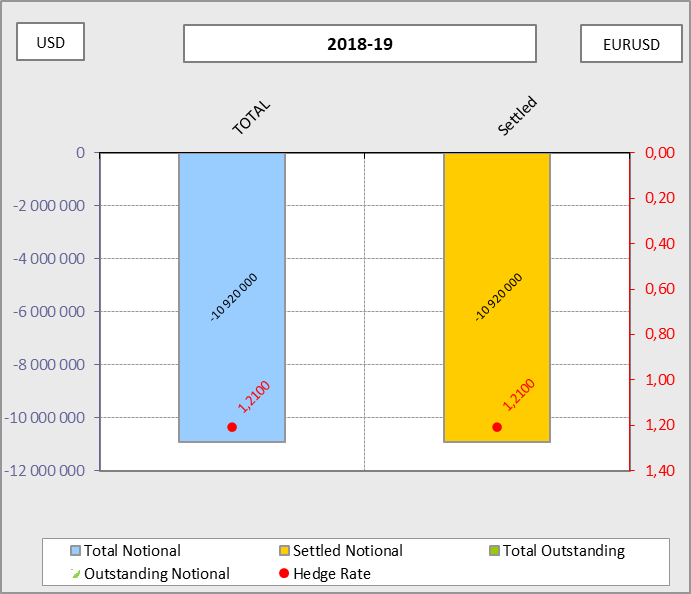 USD
2018-19
EURUSD
TOTAL
Settled
0
-2 000 000
-4 000 000
-6 000 000
-8 000 000
-10 000 000
-12 000 000
0,00
0,20
0,40
0,60
0,80
1,00
1,20
1,40
-10 920 000
-10 920 000
1,2100
1,2100
Total Notional
Settled Notional
Total Outstanding
Outstanding Notional
Hedge Rate